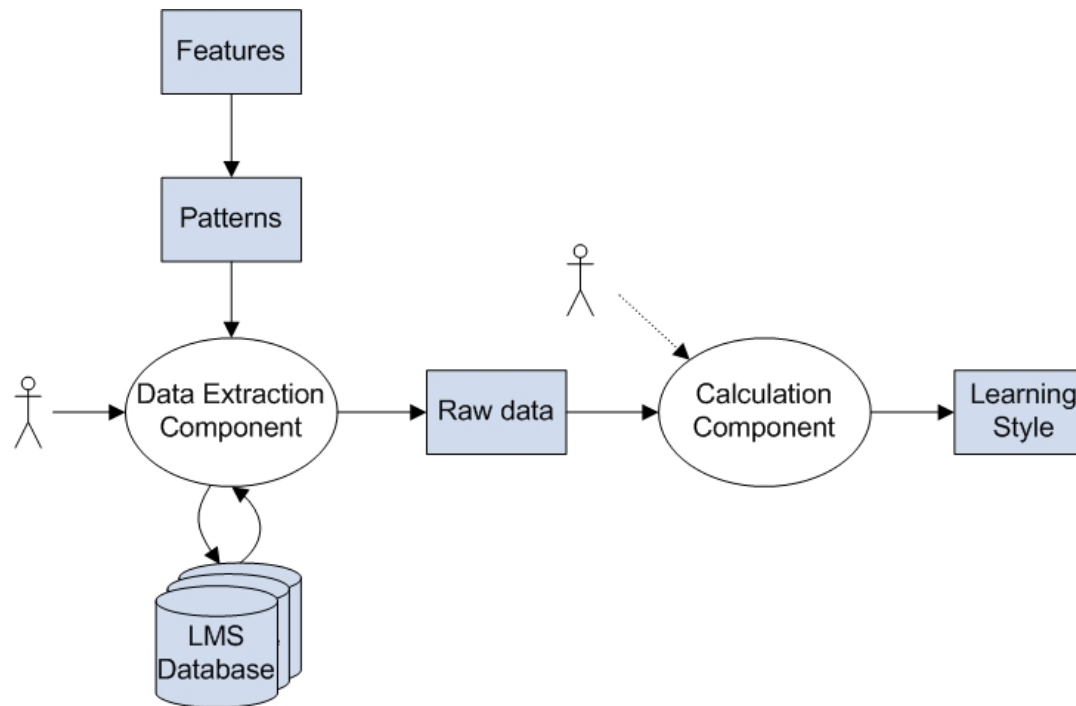 Features
Patterns
Data Extraction
Component
Raw data
Calculation
Component
Learning
Style
LMS
Database